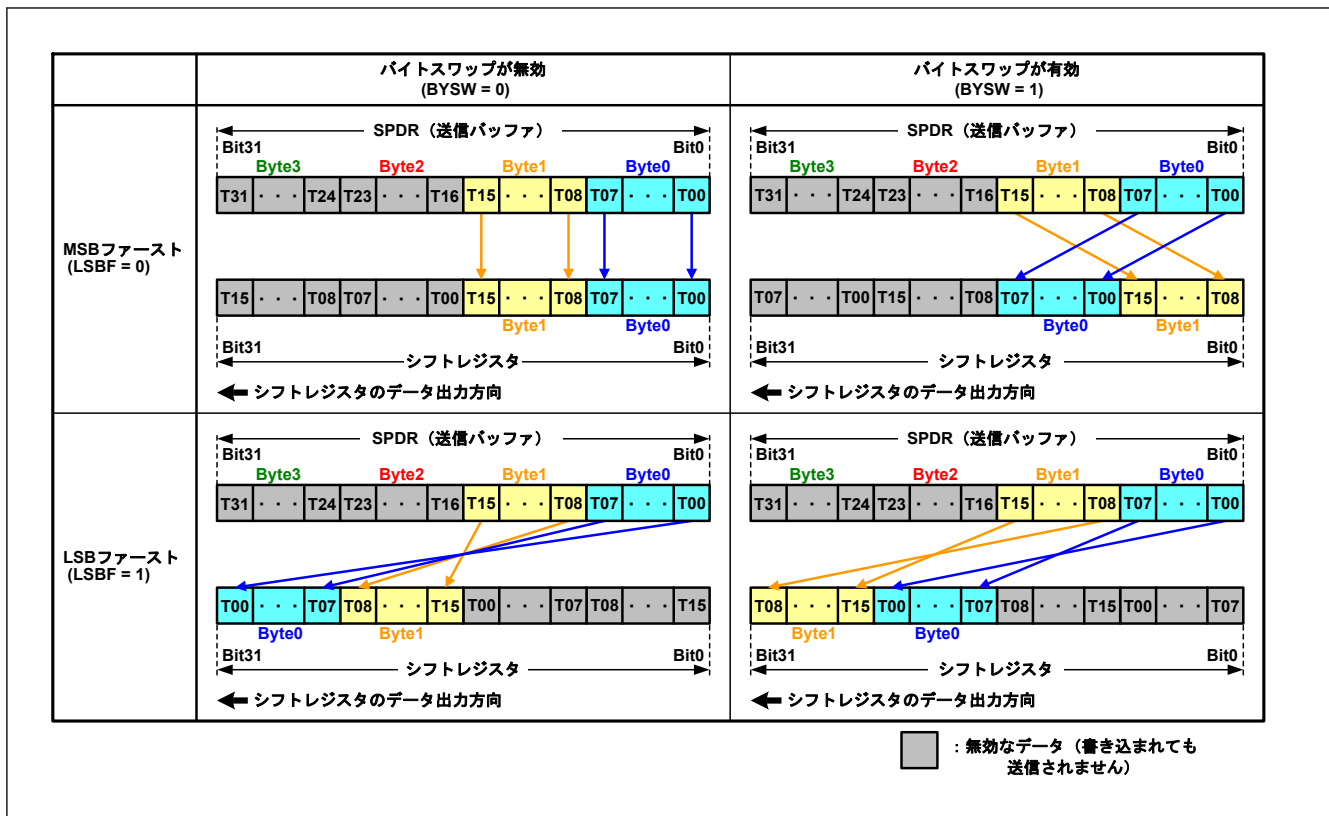 バイトスワップが無効
(BYSW = 0)
バイトスワップが有効
(BYSW = 1)
MSBファースト
(LSBF = 0)
SPDR（送信バッファ）
Bit31 Bit0
Byte3 Byte2 Byte1 Byte0
T31 ・・・ T24 T23 ・・・ T16 T15 ・・・ T08 T07 ・・・ T00
T15 ・・・ T08 T07 ・・・ T00 T15 ・・・ T08 T07 ・・・ T00
Byte1 Byte0
Bit31 Bit0
シフトレジスタ
シフトレジスタのデータ出力方向
SPDR（送信バッファ）
Bit31 Bit0
Byte3 Byte2 Byte1 Byte0
T31 ・・・ T24 T23 ・・・ T16 T15 ・・・ T08 T07 ・・・ T00
T07 ・・・ T00 T15 ・・・ T08 T07 ・・・ T00 T15 ・・・ T08
Byte0 Byte1
Bit31 Bit0
シフトレジスタ
シフトレジスタのデータ出力方向
LSBファースト
(LSBF = 1)
SPDR（送信バッファ）
Bit31 Bit0
Byte3 Byte2 Byte1 Byte0
T31 ・・・ T24 T23 ・・・ T16 T15 ・・・ T08 T07 ・・・ T00
T00 ・・・ T07 T08 ・・・ T15 T00 ・・・ T07 T08 ・・・ T15
Byte0 Byte1
Bit31 Bit0
シフトレジスタ
シフトレジスタのデータ出力方向
SPDR（送信バッファ）
Bit31 Bit0
Byte3 Byte2 Byte1 Byte0
T31 ・・・ T24 T23 ・・・ T16 T15 ・・・ T08 T07 ・・・ T00
T08 ・・・ T15 T00 ・・・ T07 T08 ・・・ T15 T00 ・・・ T07
Byte1 Byte0
Bit31 Bit0
シフトレジスタ
シフトレジスタのデータ出力方向
：無効なデータ（書き込まれても
送信されません）